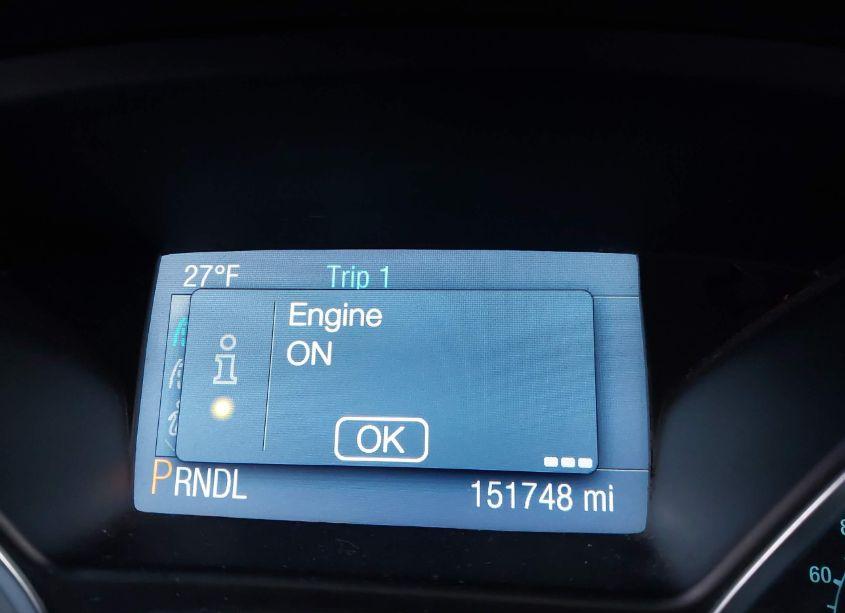 27°F Trip 1
Engine
ON
OK
PRNDL 151748 mi
60